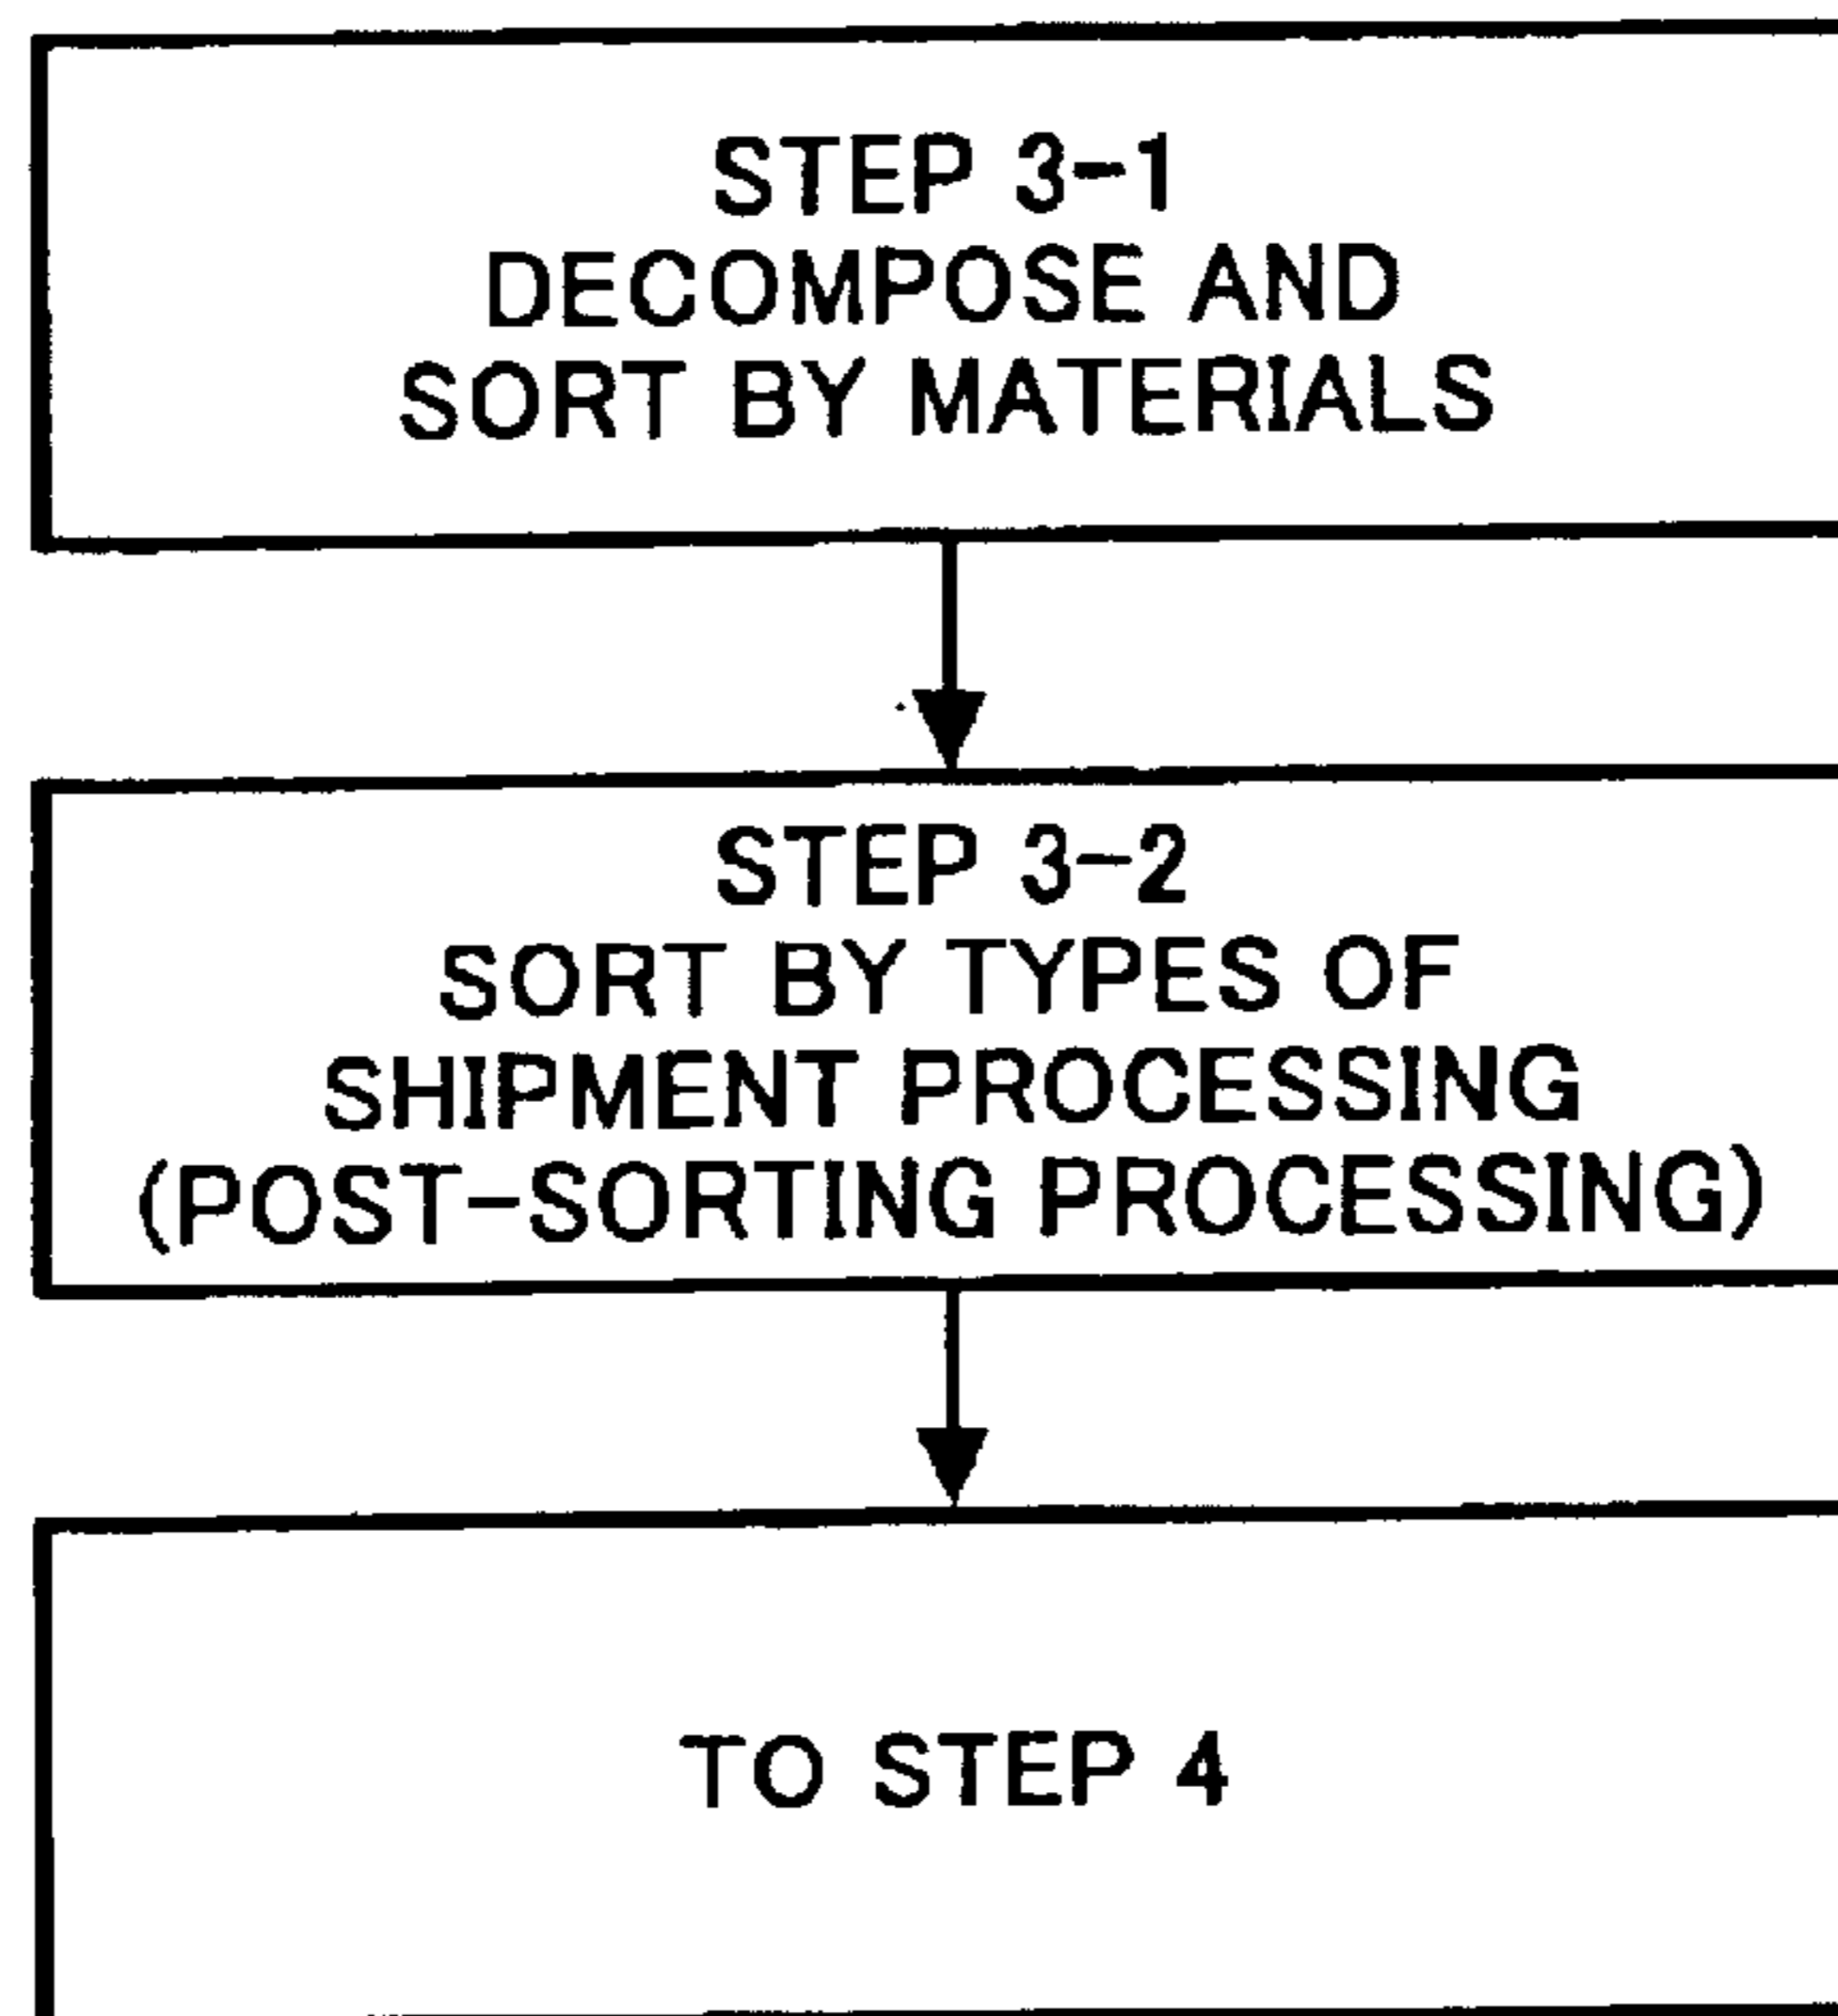 STEP 3-1
DECOMPOSE AND
SORT BY MATERIALS
STEP 3-2
SORT BY TYPES OF
SHIPMENT PROCESSING
(POST-SORTING PROCESSING)
TO STEP 4